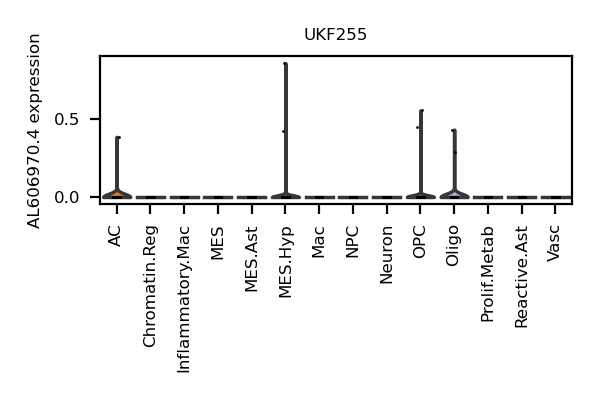 UKF255
AL606970.4 expression
0.5
0.0
AC
Chromatin.Reg
Inflammatory.Mac
MES
MES.Ast
MES.Hyp
Mac
NPC
Neuron
OPC
Oligo
Prolif.Metab
Reactive.Ast
Vasc